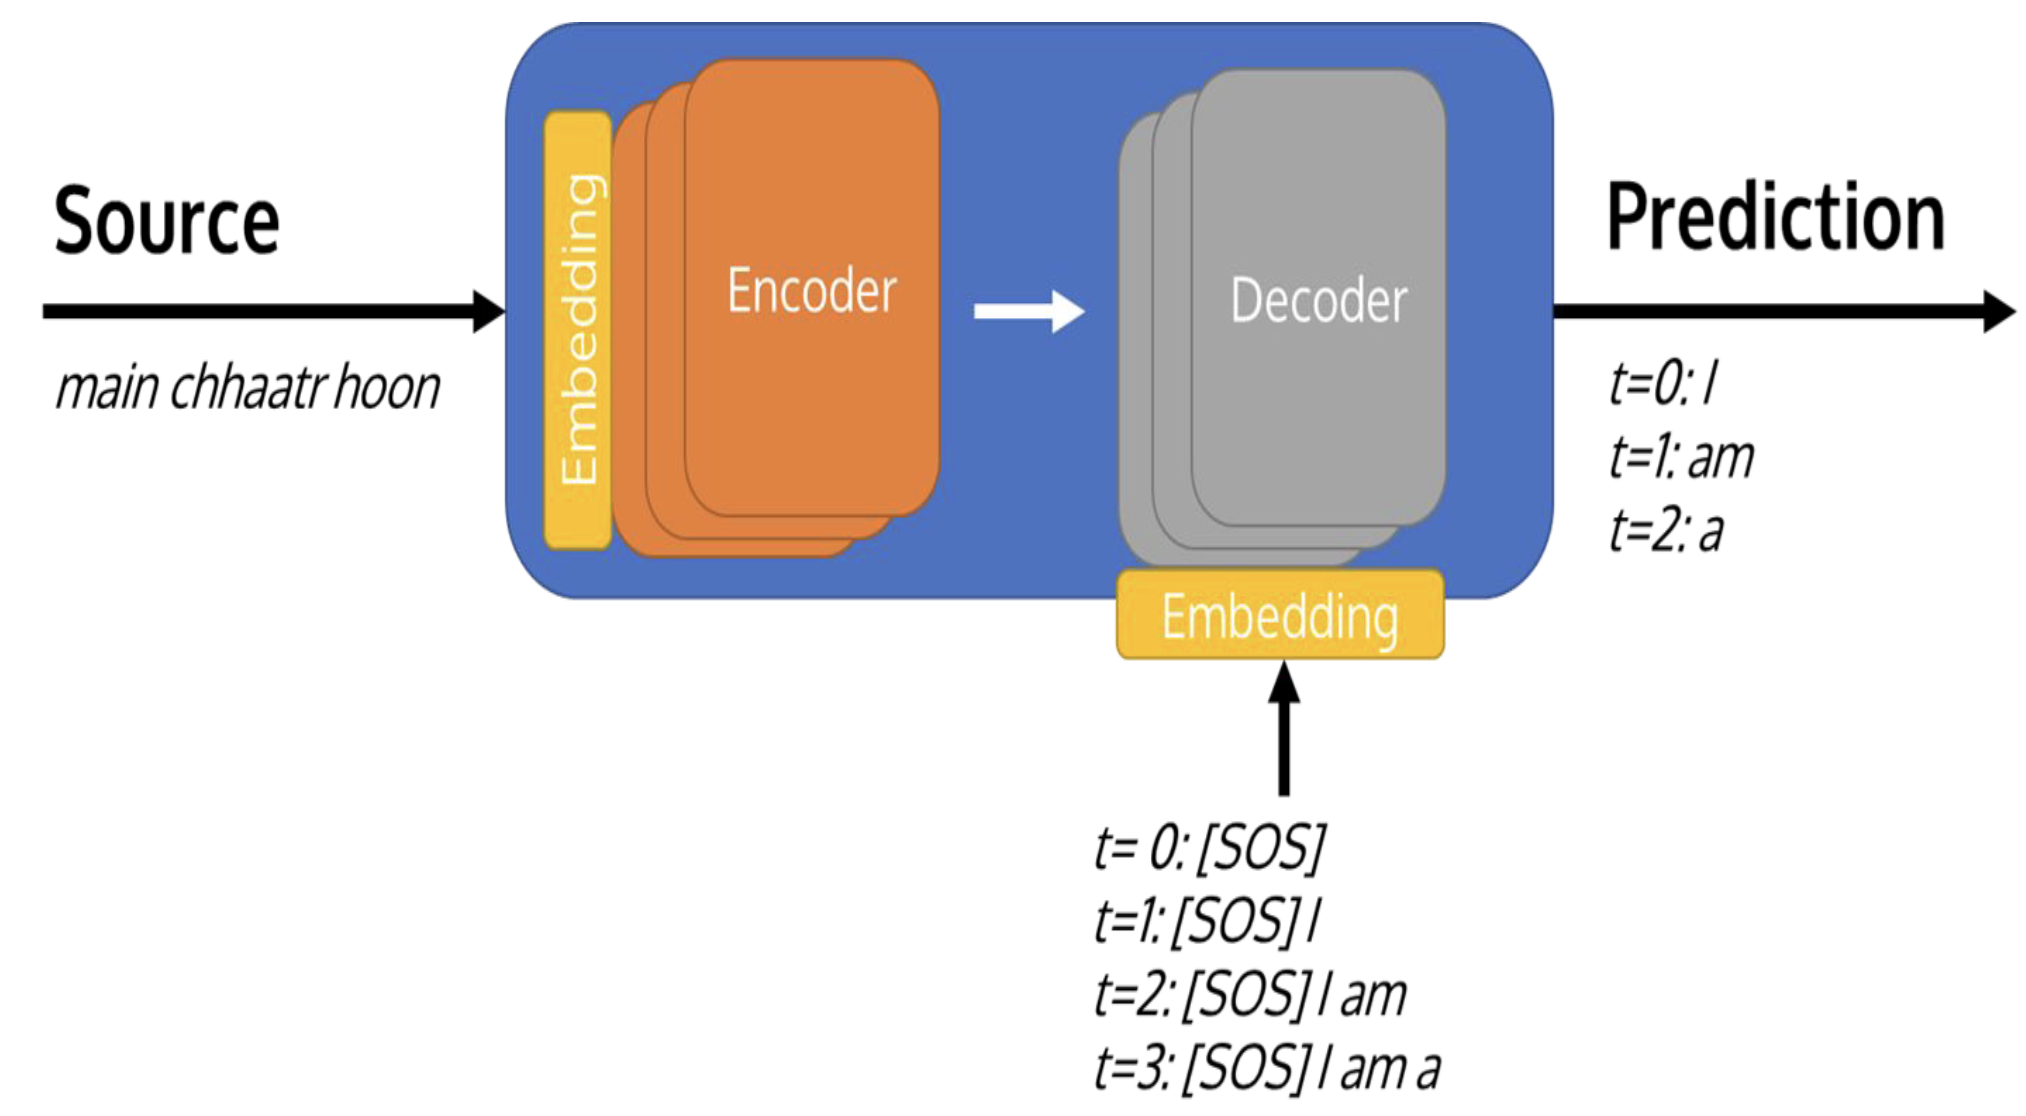 Source
main chhaatr hoon
Embedding
Encoder
Decoder
Embedding
t= 0: [SOS]
t=1: [SOS] I
t=2: [SOS] I am
t=3: [SOS] I am a
Prediction
t=0: I
t=1: am
t=2: a